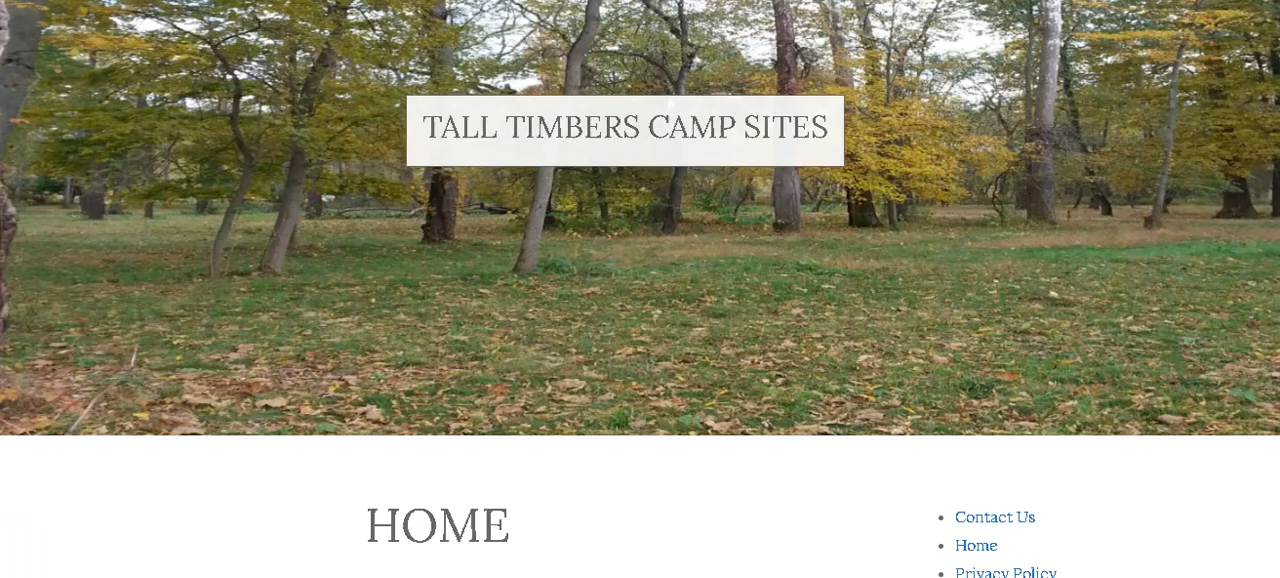 TALL TIMBERS CAMP SITES
HOME
Contact Us
Home
Privacy Policy